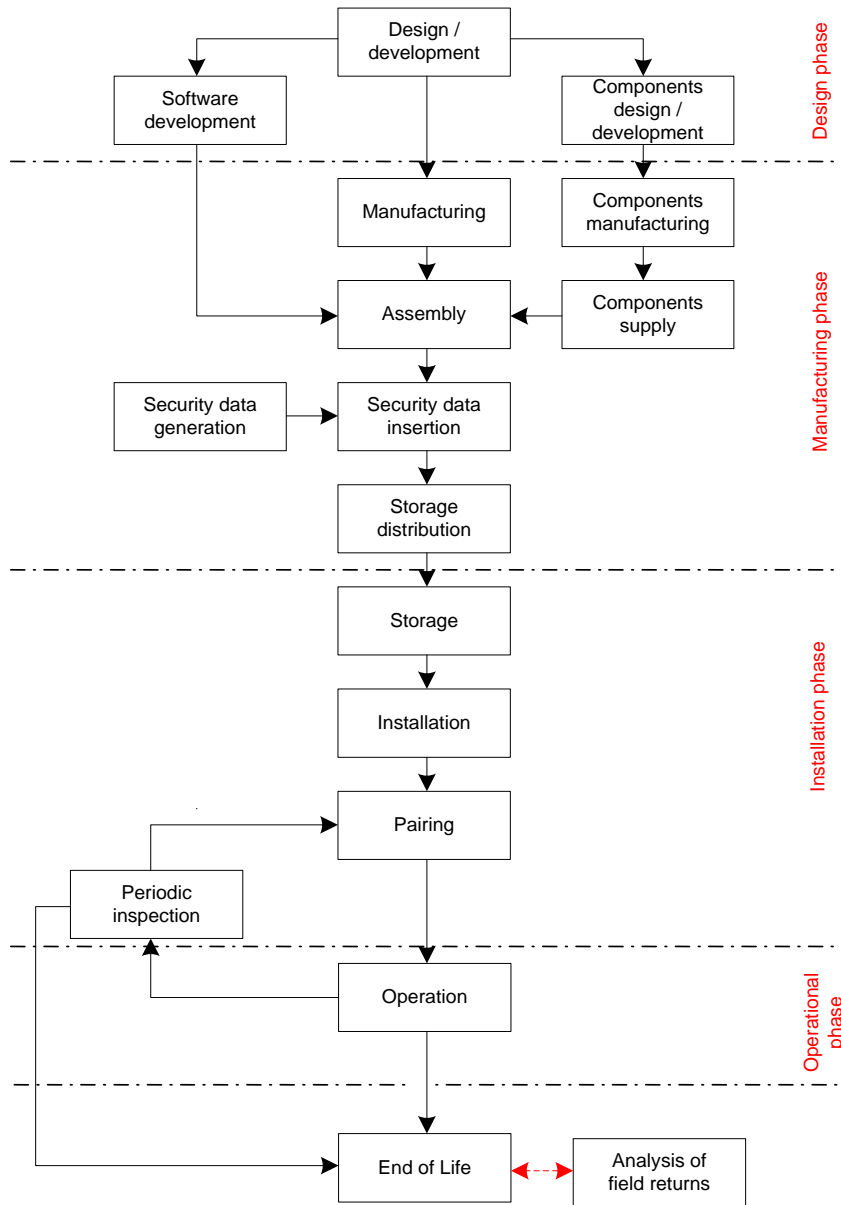 Design /
development
Software
development
Components
design /
development
Design phase
Manufacturing
Components
manufacturing
Assembly
Components
supply
Security data
generation
Security data
insertion
Storage
distribution
Manufacturing phase
Storage
Installation
Pairing
Periodic
inspection
Installation phase
Operation
Operational
phase
End of Life
Analysis of
field returns